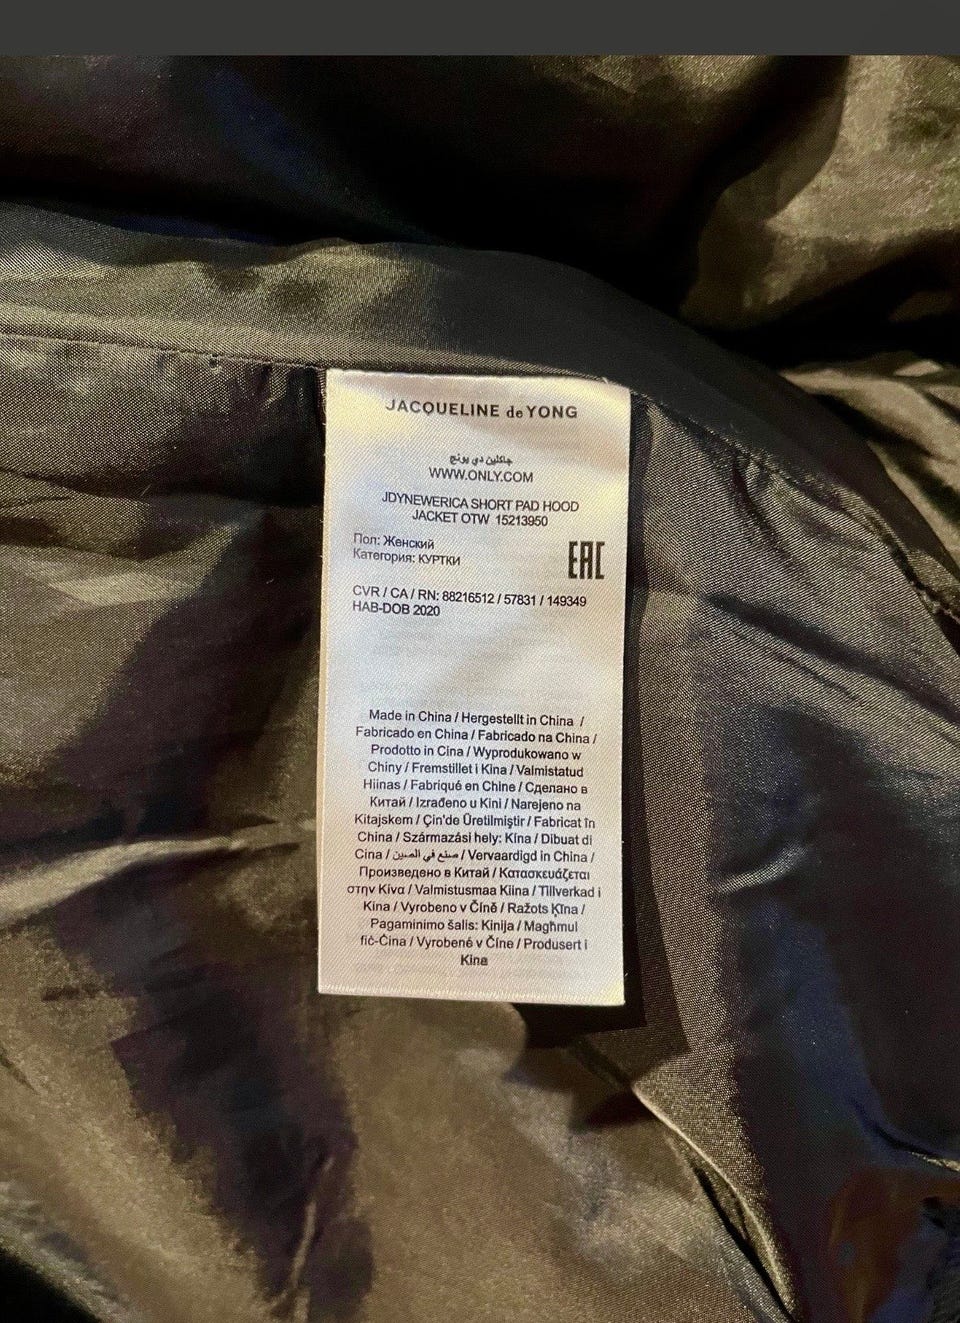 JACQUELINE de YONG
جاكلين دي يونج
WWW.ONLY.COM
JDYNEWERICA SHORT PAD HOOD
JACKET OTW 15213950
Пол: Женский
Категория: КУРТКИ
EAC
CVR / CA / RN: 88216512 / 57831 / 149349
HAB-DOB 2020
Made in China / Hergestellt in China /
Fabricado en China / Fabricado na China /
Prodotto in Cina / Wyprodukowano w
Chiny / Fremstillet i Kina / Valmistatud
Hiinas / Fabriqué en Chine / Сделано в
Китай / Izrađeno u Kini / Narejeno na
Kitajskem / Çin'de Üretilmiştir / Fabricat în
China / Származási hely: Kína / Dibuat di
Cina / صنع في الصين / Vervaardigd in China /
Произведено в Китай / Κατασκευάζεται
στην Κίνα / Valmistusmaa Kiina / Tillverkad i
Kina / Vyrobeno v Číně / Ražots Ķīna /
Pagaminimo šalis: Kinija / Magħmul
fiċ-Ċina / Vyrobené v Číne / Produsert i
Kina